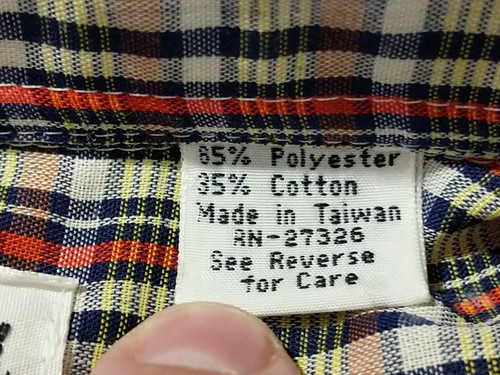 65% Polyester
35% Cotton
Made in Taiwan
RN-27326
See Reverse
for Care